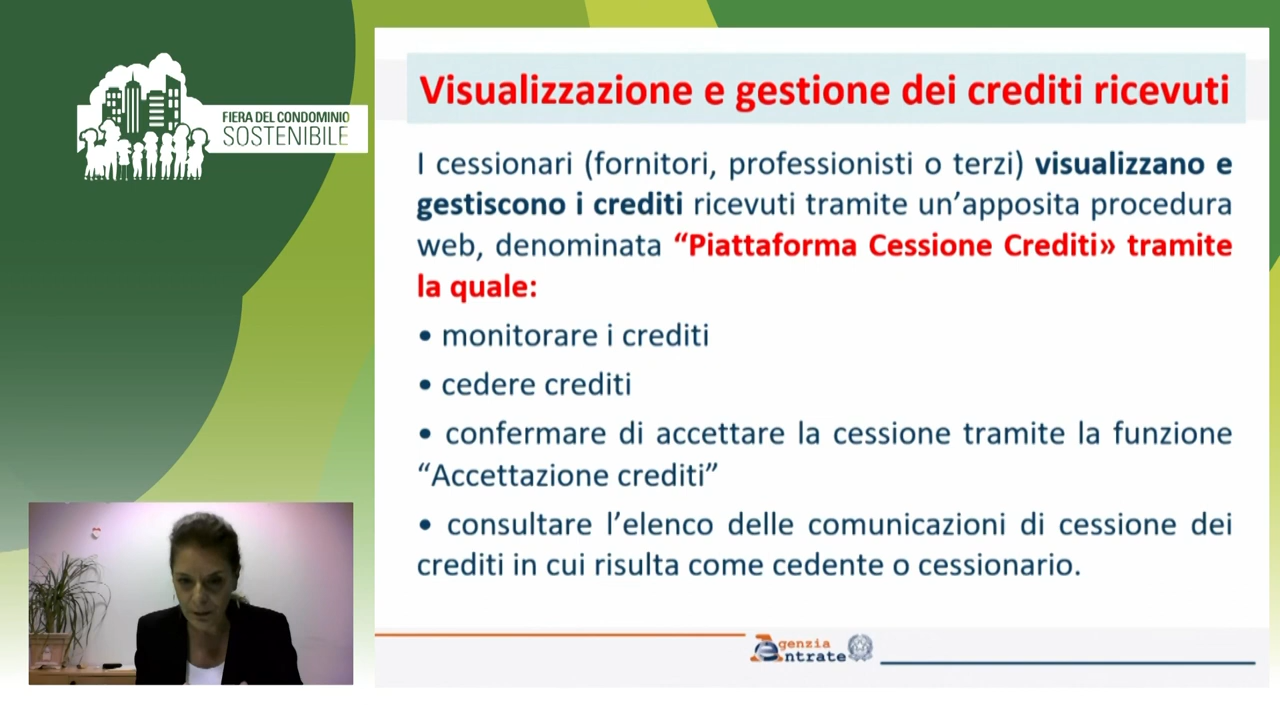 FIERA DEL CONDOMINIO
SOSTENIBILE
Visualizzazione e gestione dei crediti ricevuti
I cessionari (fornitori, professionisti o terzi) visualizzano e
gestiscono i crediti ricevuti tramite un’apposita procedura
web, denominata “Piattaforma Cessione Crediti» tramite
la quale:
• monitorare i crediti
• cedere crediti
• confermare di accettare la cessione tramite la funzione
“Accettazione crediti”
• consultare l’elenco delle comunicazioni di cessione dei
crediti in cui risulta come cedente o cessionario.
genzia
ntrate